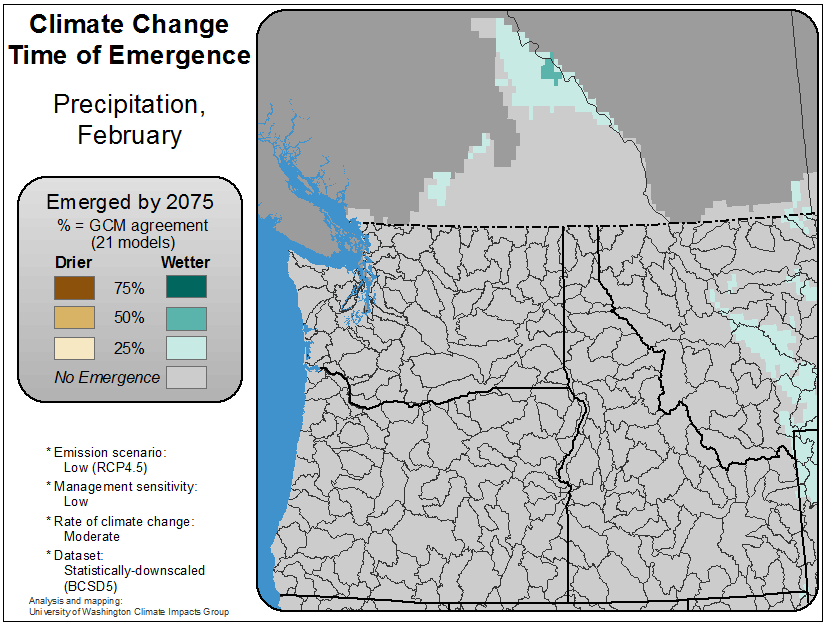 Climate Change
Time of Emergence
Precipitation,
February
Emerged by 2075
% = GCM agreement
(21 models)
Drier Wetter
75%
50%
25%
No Emergence
* Emission scenario:
Low (RCP4.5)
* Management sensitivity:
Low
* Rate of climate change:
Moderate
* Dataset:
Statistically-downscaled
(BCSD5)
Analysis and mapping:
University of Washington Climate Impacts Group